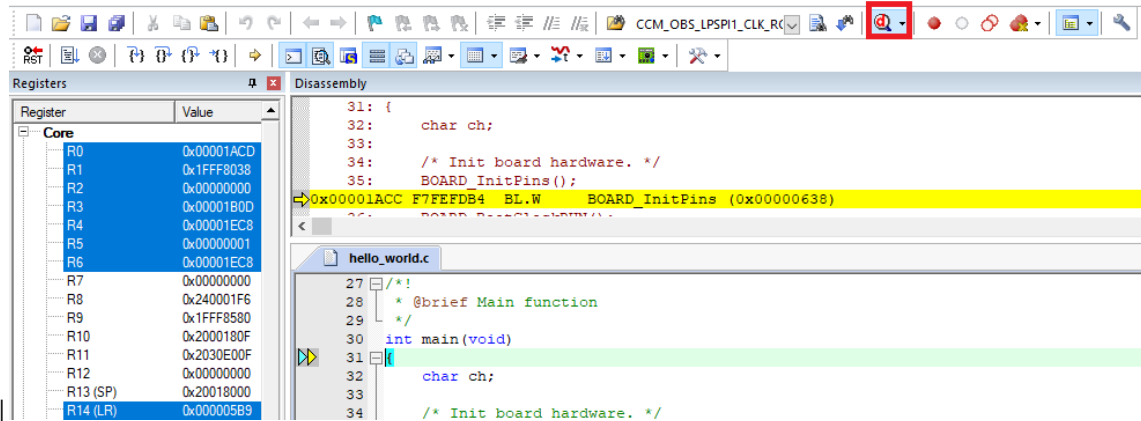 CCM_OBS_LPSPI1_CLK_RC
RST
Registers
Register Value
Core
R0 0x00001ACD
R1 0x1FFF8038
R2 0x00000000
R3 0x00001B0D
R4 0x00001EC8
R5 0x00000001
R6 0x00001EC8
R7 0x00000000
R8 0x240001F6
R9 0x1FFF8580
R10 0x2000180F
R11 0x2030E00F
R12 0x00000000
R13 (SP) 0x20018000
R14 (LR) 0x000005B9
Disassembly
31: {
32: char ch;
33:
34: /* Init board hardware. */
35: BOARD_InitPins();
0x00001ACC F7FEFDB4 BL.W BOARD_InitPins (0x00000638)
hello_world.c
27 /*!
28 * @brief Main function
29 */
30 int main(void)
31 {
32 char ch;
33
34 /* Init board hardware. */